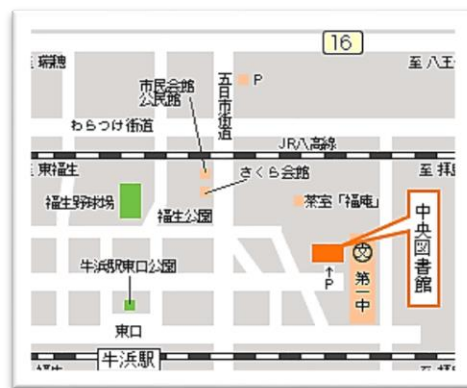 16
至 瑞穂
至 八王
市民会館
公民館
五日市街道
P
わらつけ街道
JR八高線
至 東福生
さくら会館
至 拝島
福生野球場
福生公園
茶室「福庵」
中央図書館
牛浜駅東口公園
文
第一中
↑
P
東口
牛浜駅